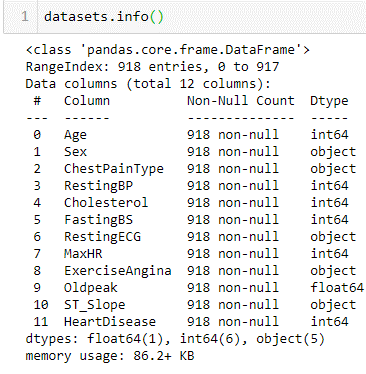 1 datasets.info()
<class 'pandas.core.frame.DataFrame'>
RangeIndex: 918 entries, 0 to 917
Data columns (total 12 columns):
 #   Column          Non-Null Count  Dtype
---  ------          --------------  -----
 0   Age             918 non-null    int64
 1   Sex             918 non-null    object
 2   ChestPainType   918 non-null    object
 3   RestingBP       918 non-null    int64
 4   Cholesterol     918 non-null    int64
 5   FastingBS       918 non-null    int64
 6   RestingECG      918 non-null    object
 7   MaxHR           918 non-null    int64
 8   ExerciseAngina  918 non-null    object
 9   Oldpeak         918 non-null    float64
 10  ST_Slope        918 non-null    object
 11  HeartDisease    918 non-null    int64
dtypes: float64(1), int64(6), object(5)
memory usage: 86.2+ KB